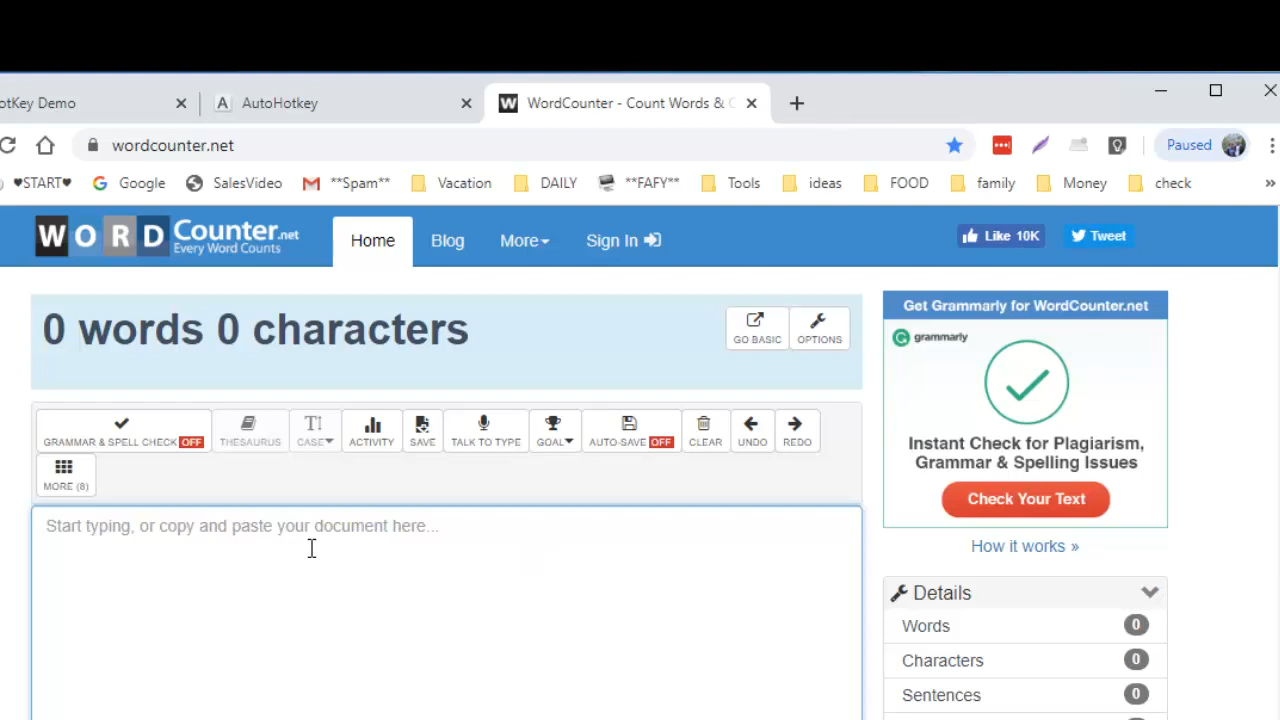 otKey Demo
AutoHotkey
WordCounter - Count Words & C
wordcounter.net
Paused
♥START♥
Google
SalesVideo
**Spam**
Vacation
DAILY
**FAFY**
Tools
ideas
FOOD
family
Money
check
»
WORD Counter.net
Every Word Counts
Home
Blog
More
Sign In
Like 10K
Tweet
0 words 0 characters
GO BASIC
OPTIONS
GRAMMAR & SPELL CHECK OFF
THESAURUS
CASE
ACTIVITY
SAVE
TALK TO TYPE
GOAL
AUTO-SAVE OFF
CLEAR
UNDO
REDO
MORE (8)
Start typing, or copy and paste your document here...
Get Grammarly for WordCounter.net
grammarly
Instant Check for Plagiarism,
Grammar & Spelling Issues
Check Your Text
How it works »
Details
Words 0
Characters 0
Sentences 0